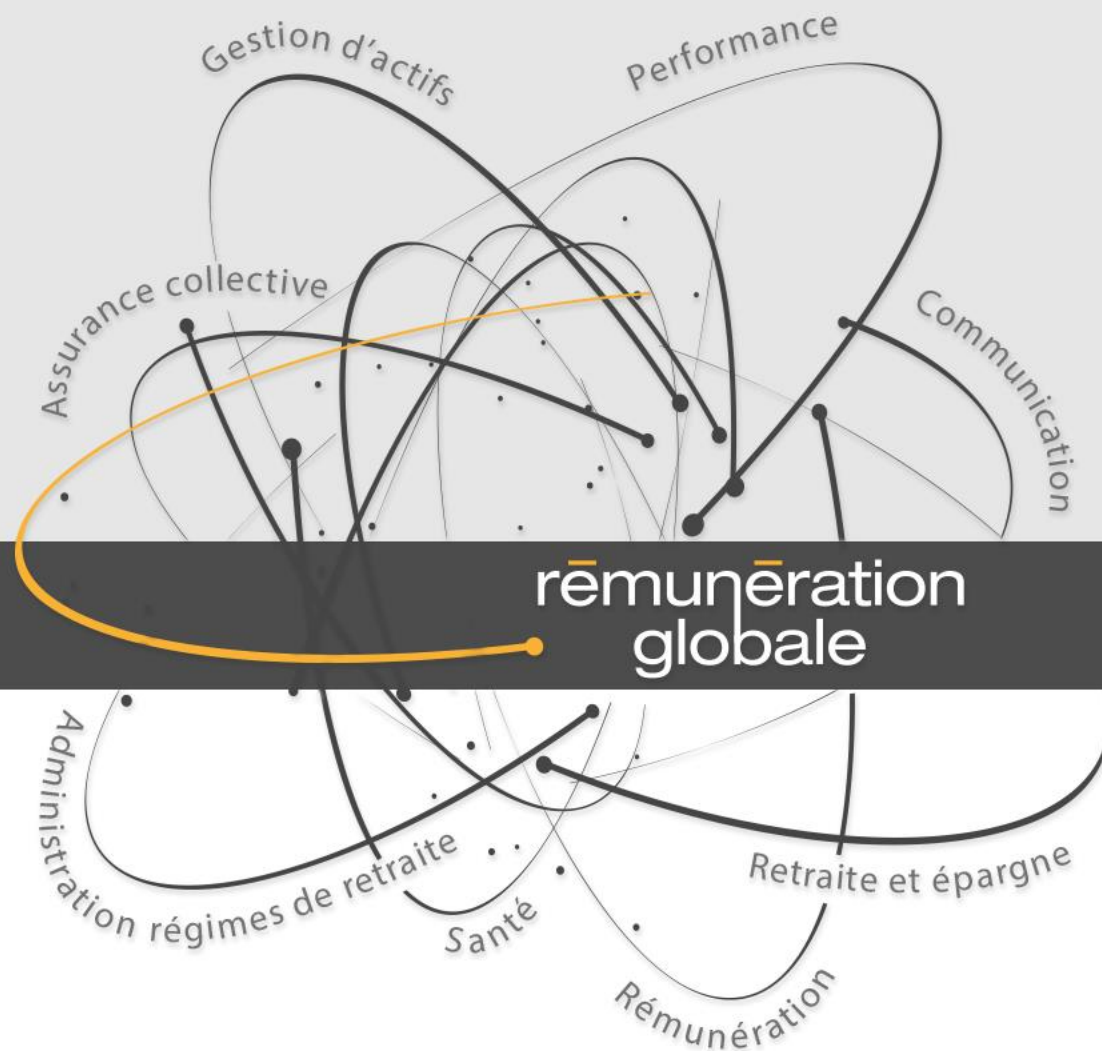 Gestion d'actifs
Performance
Assurance collective
Communication
rēmunēration
globale
Administration régimes de retraite
Retraite et épargne
Santé
Rémunération